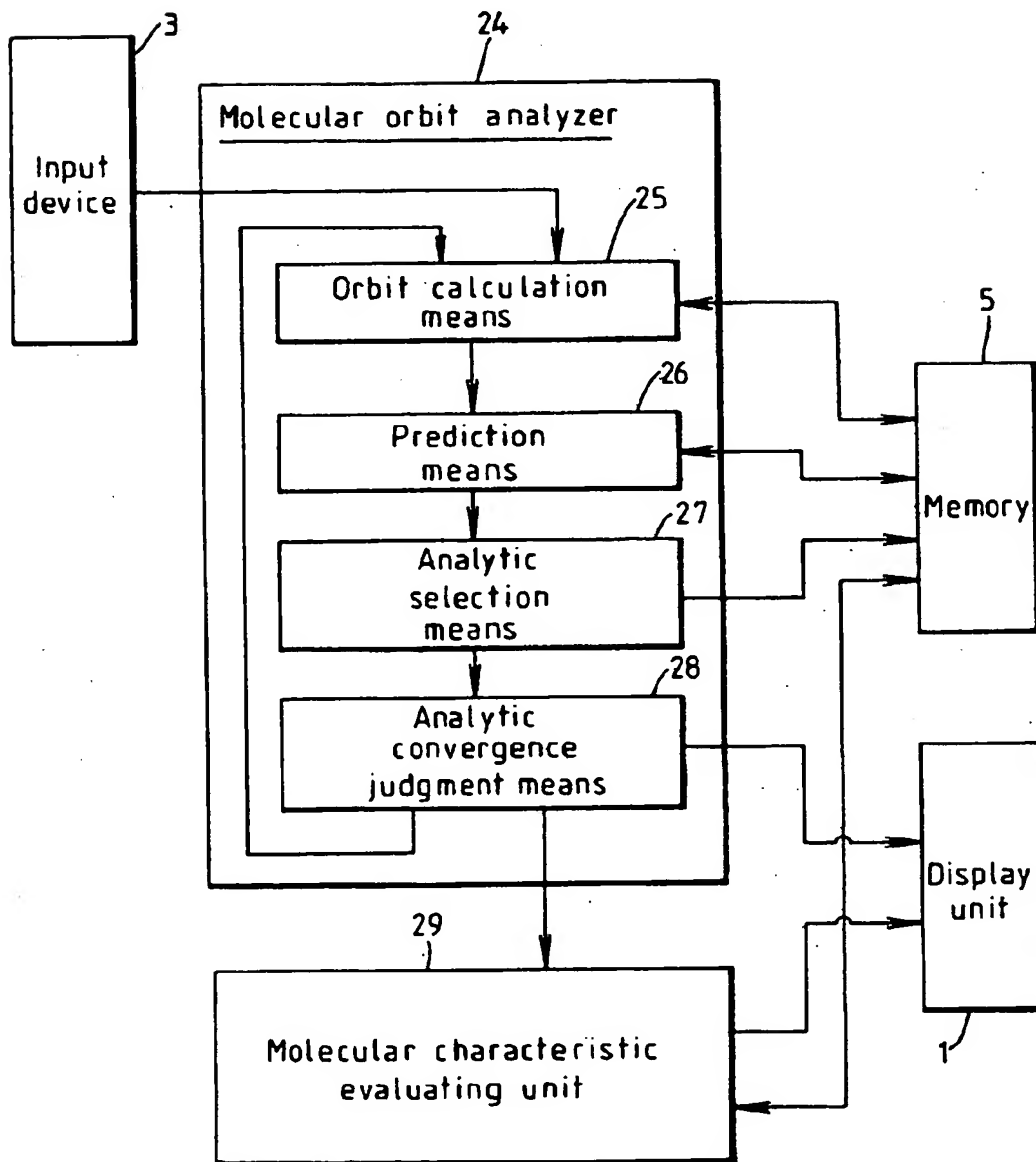 3
24
Molecular orbit analyzer
Input
device
25
Orbit calculation
means
5
26
Prediction
means
Memory
27
Analytic
selection
means
28
Analytic
convergence
judgment means
Display
unit
29
1
Molecular characteristic
evaluating unit